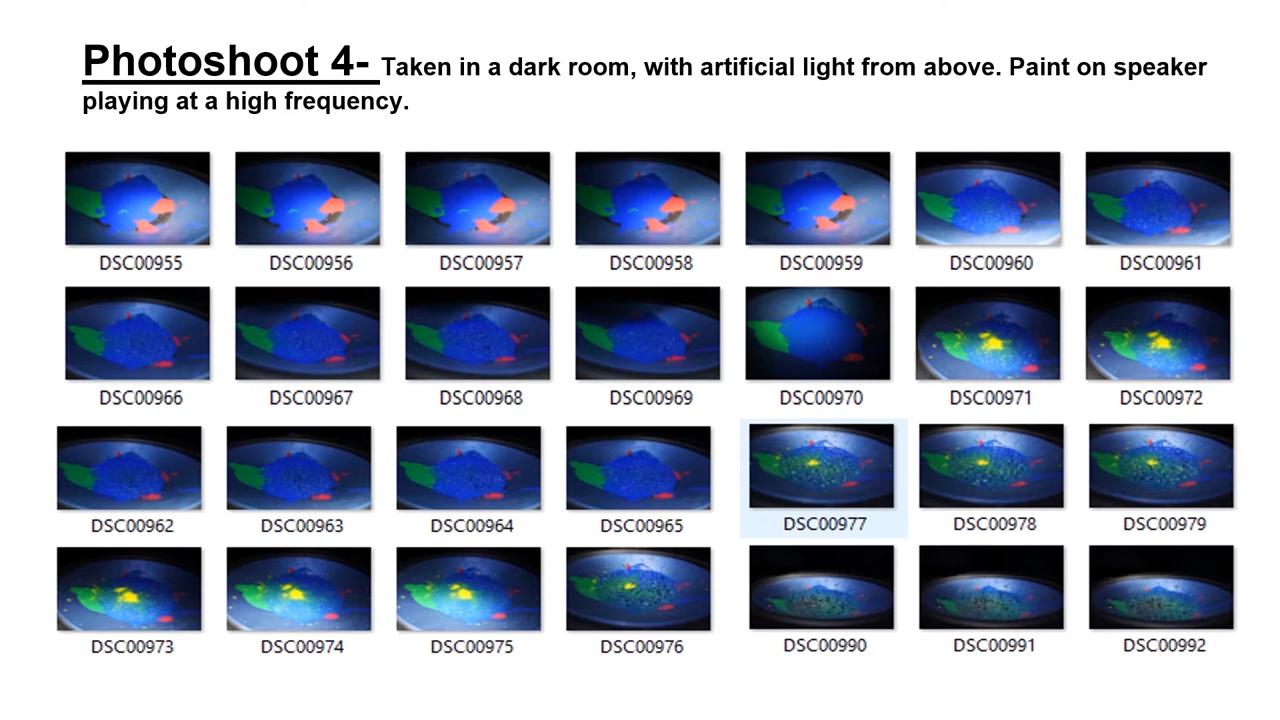 Photoshoot 4- Taken in a dark room, with artificial light from above. Paint on speaker
playing at a high frequency.
DSC00955 DSC00956 DSC00957 DSC00958 DSC00959 DSC00960 DSC00961
DSC00966 DSC00967 DSC00968 DSC00969 DSC00970 DSC00971 DSC00972
DSC00962 DSC00963 DSC00964 DSC00965 DSC00977 DSC00978 DSC00979
DSC00973 DSC00974 DSC00975 DSC00976 DSC00990 DSC00991 DSC00992